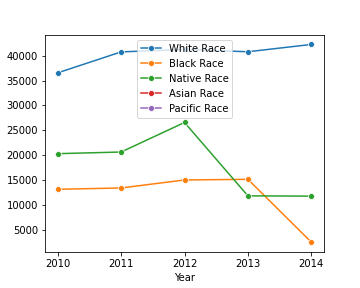 40000
35000
30000
25000
20000
15000
10000
5000
White Race
Black Race
Native Race
Asian Race
Pacific Race
2010 2011 2012 2013 2014
Year